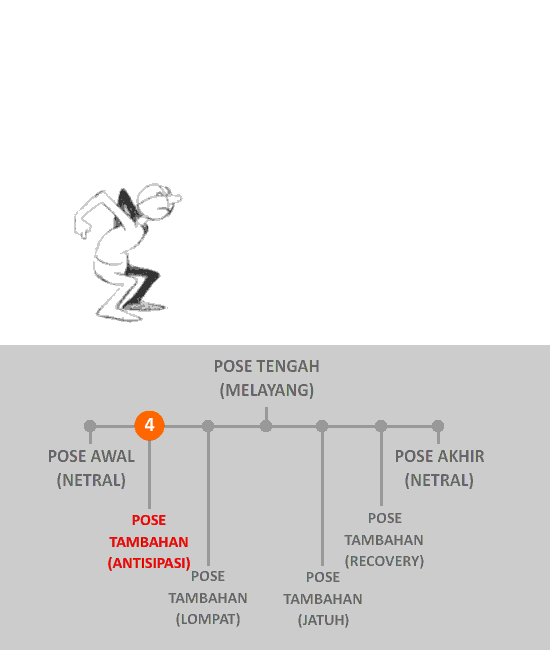 POSE TENGAH
(MELAYANG)
4
POSE AWAL
(NETRAL)
POSE AKHIR
(NETRAL)
POSE
TAMBAHAN
(ANTISIPASI)
POSE
TAMBAHAN
(LOMPAT)
POSE
TAMBAHAN
(JATUH)
POSE
TAMBAHAN
(RECOVERY)